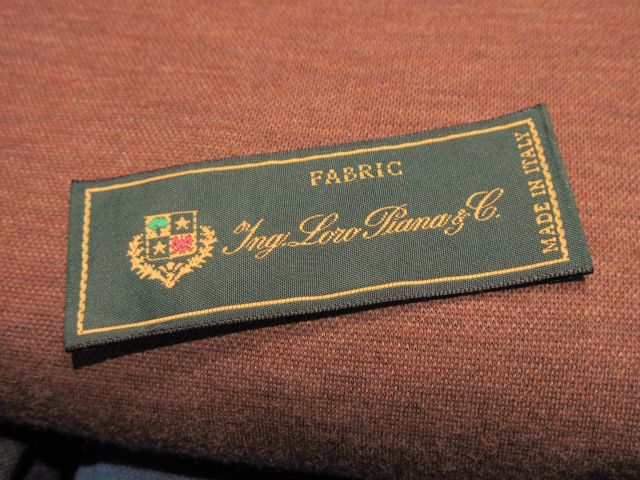 FABRIC
Ing. Loro Piana & C.
MADE IN ITALY